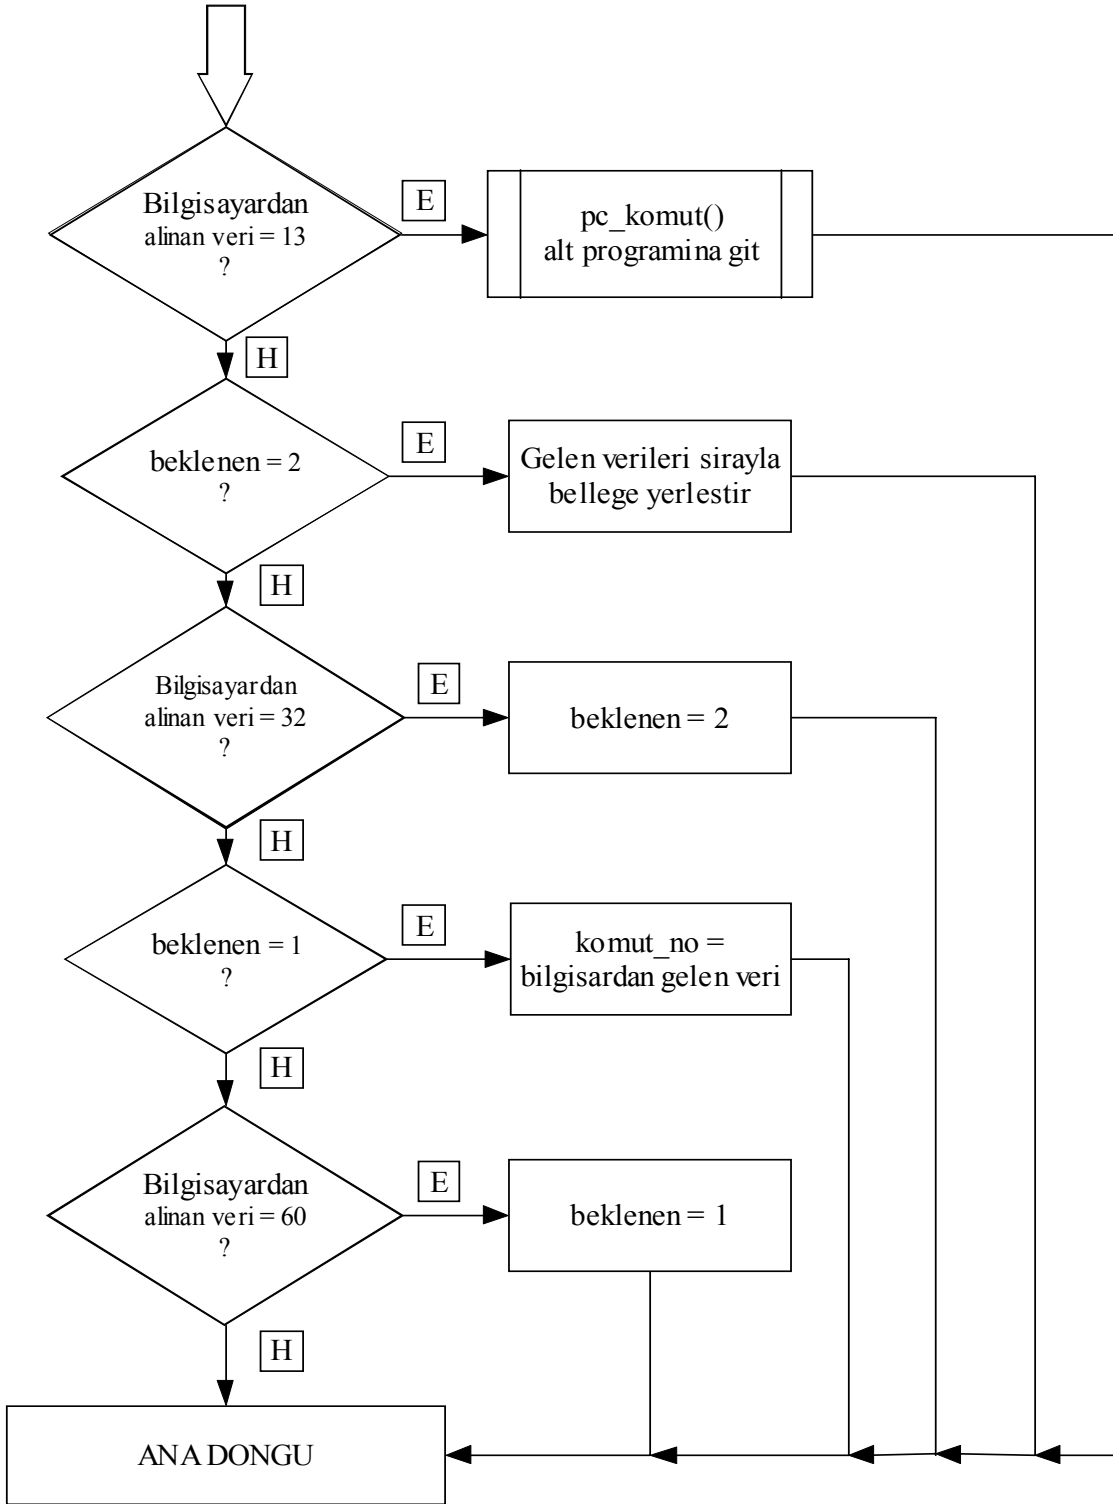 Bilgisayardan
alinan veri = 13
?
E
pc_komut()
alt programina git
H
beklenen = 2
?
E
Gelen verileri sirayla
bellege yerlestir
H
Bilgisayardan
alinan veri = 32
?
E
beklenen = 2
H
beklenen = 1
?
E
komut_no =
bilgisardan gelen veri
H
Bilgisayardan
alinan veri = 60
?
E
beklenen = 1
H
ANA DONGU